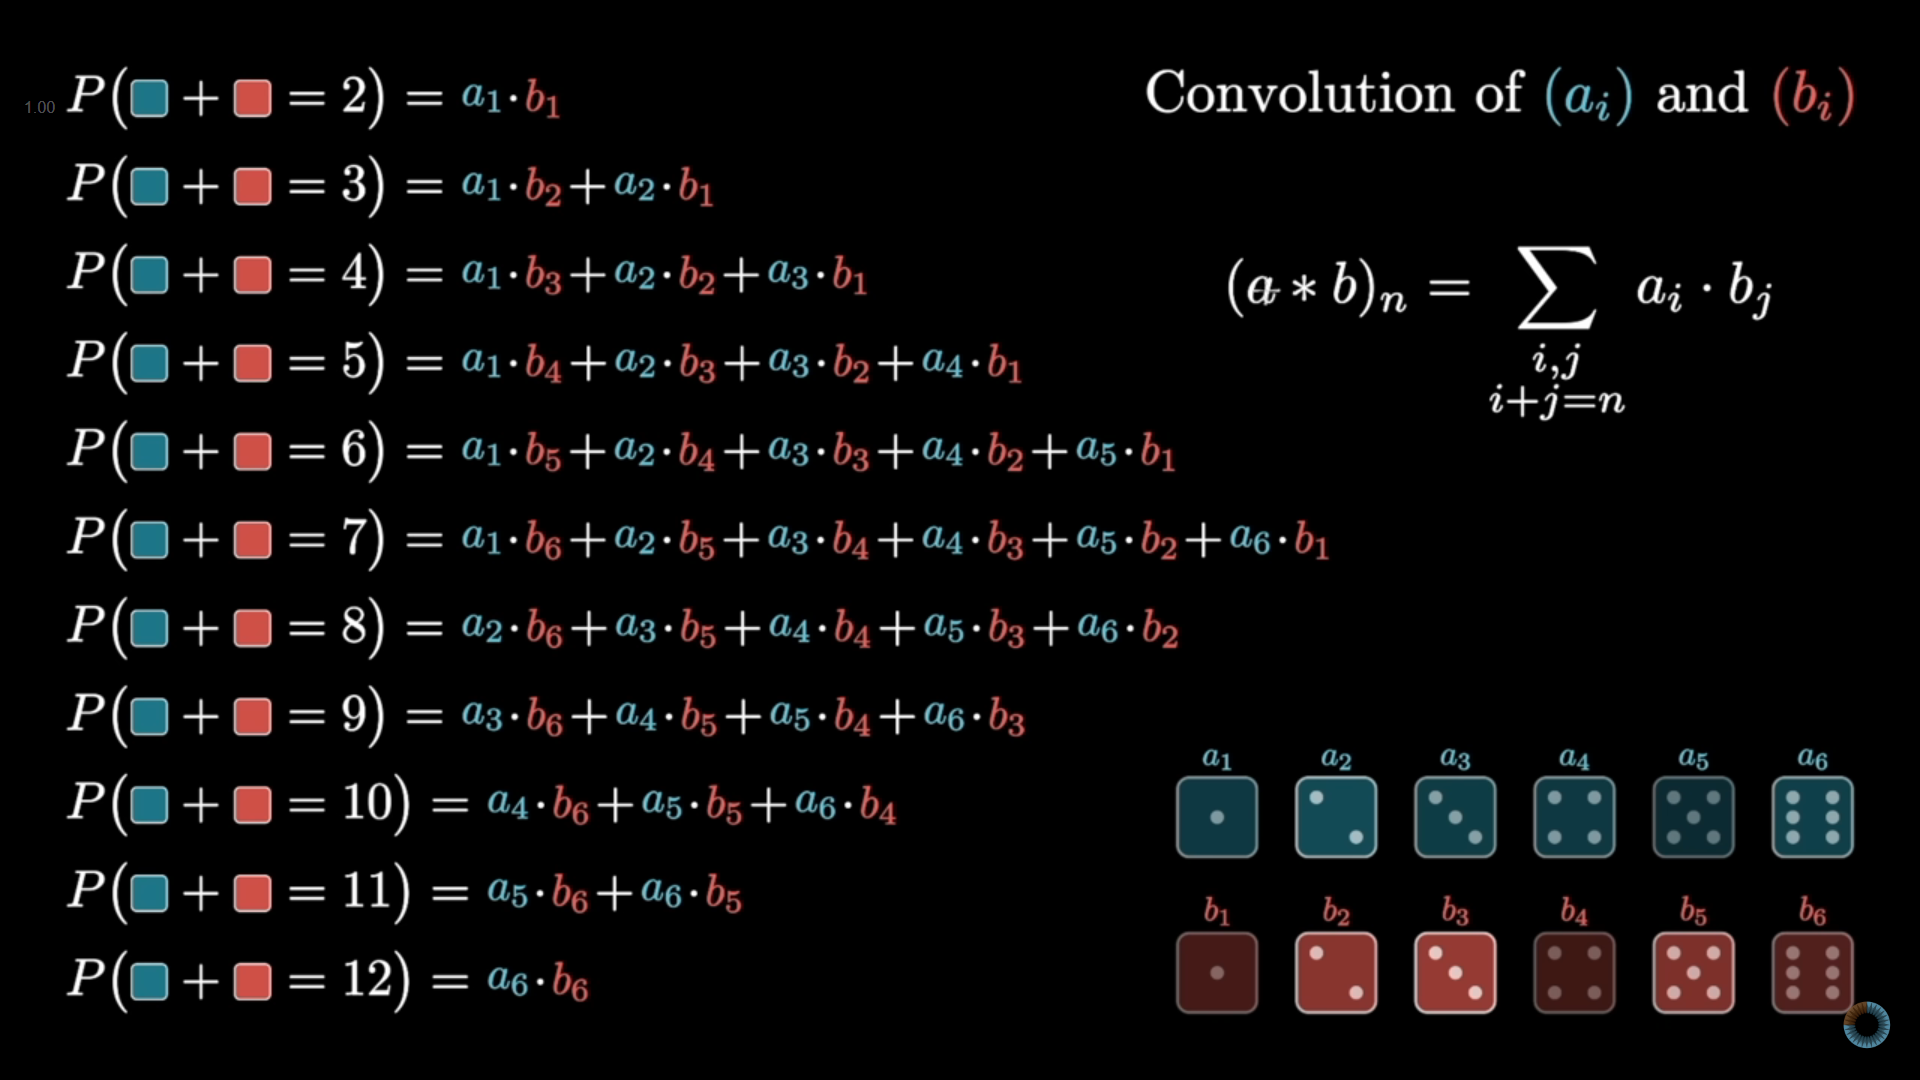 1.00
P(■ + ■ = 2) = a₁·b₁
P(■ + ■ = 3) = a₁·b₂+a₂·b₁
P(■ + ■ = 4) = a₁·b₃+a₂·b₂+a₃·b₁
P(■ + ■ = 5) = a₁·b₄+a₂·b₃+a₃·b₂+a₄·b₁
P(■ + ■ = 6) = a₁·b₅+a₂·b₄+a₃·b₃+a₄·b₂+a₅·b₁
P(■ + ■ = 7) = a₁·b₆+a₂·b₅+a₃·b₄+a₄·b₃+a₅·b₂+a₆·b₁
P(■ + ■ = 8) = a₂·b₆+a₃·b₅+a₄·b₄+a₅·b₃+a₆·b₂
P(■ + ■ = 9) = a₃·b₆+a₄·b₅+a₅·b₄+a₆·b₃
P(■ + ■ = 10) = a₄·b₆+a₅·b₅+a₆·b₄
P(■ + ■ = 11) = a₅·b₆+a₆·b₅
P(■ + ■ = 12) = a₆·b₆
Convolution of (aᵢ) and (bᵢ)
(a * b)ₙ = ∑ aᵢ · bⱼ
i,j
i+j=n
a₁ a₂ a₃ a₄ a₅ a₆
b₁ b₂ b₃ b₄ b₅ b₆